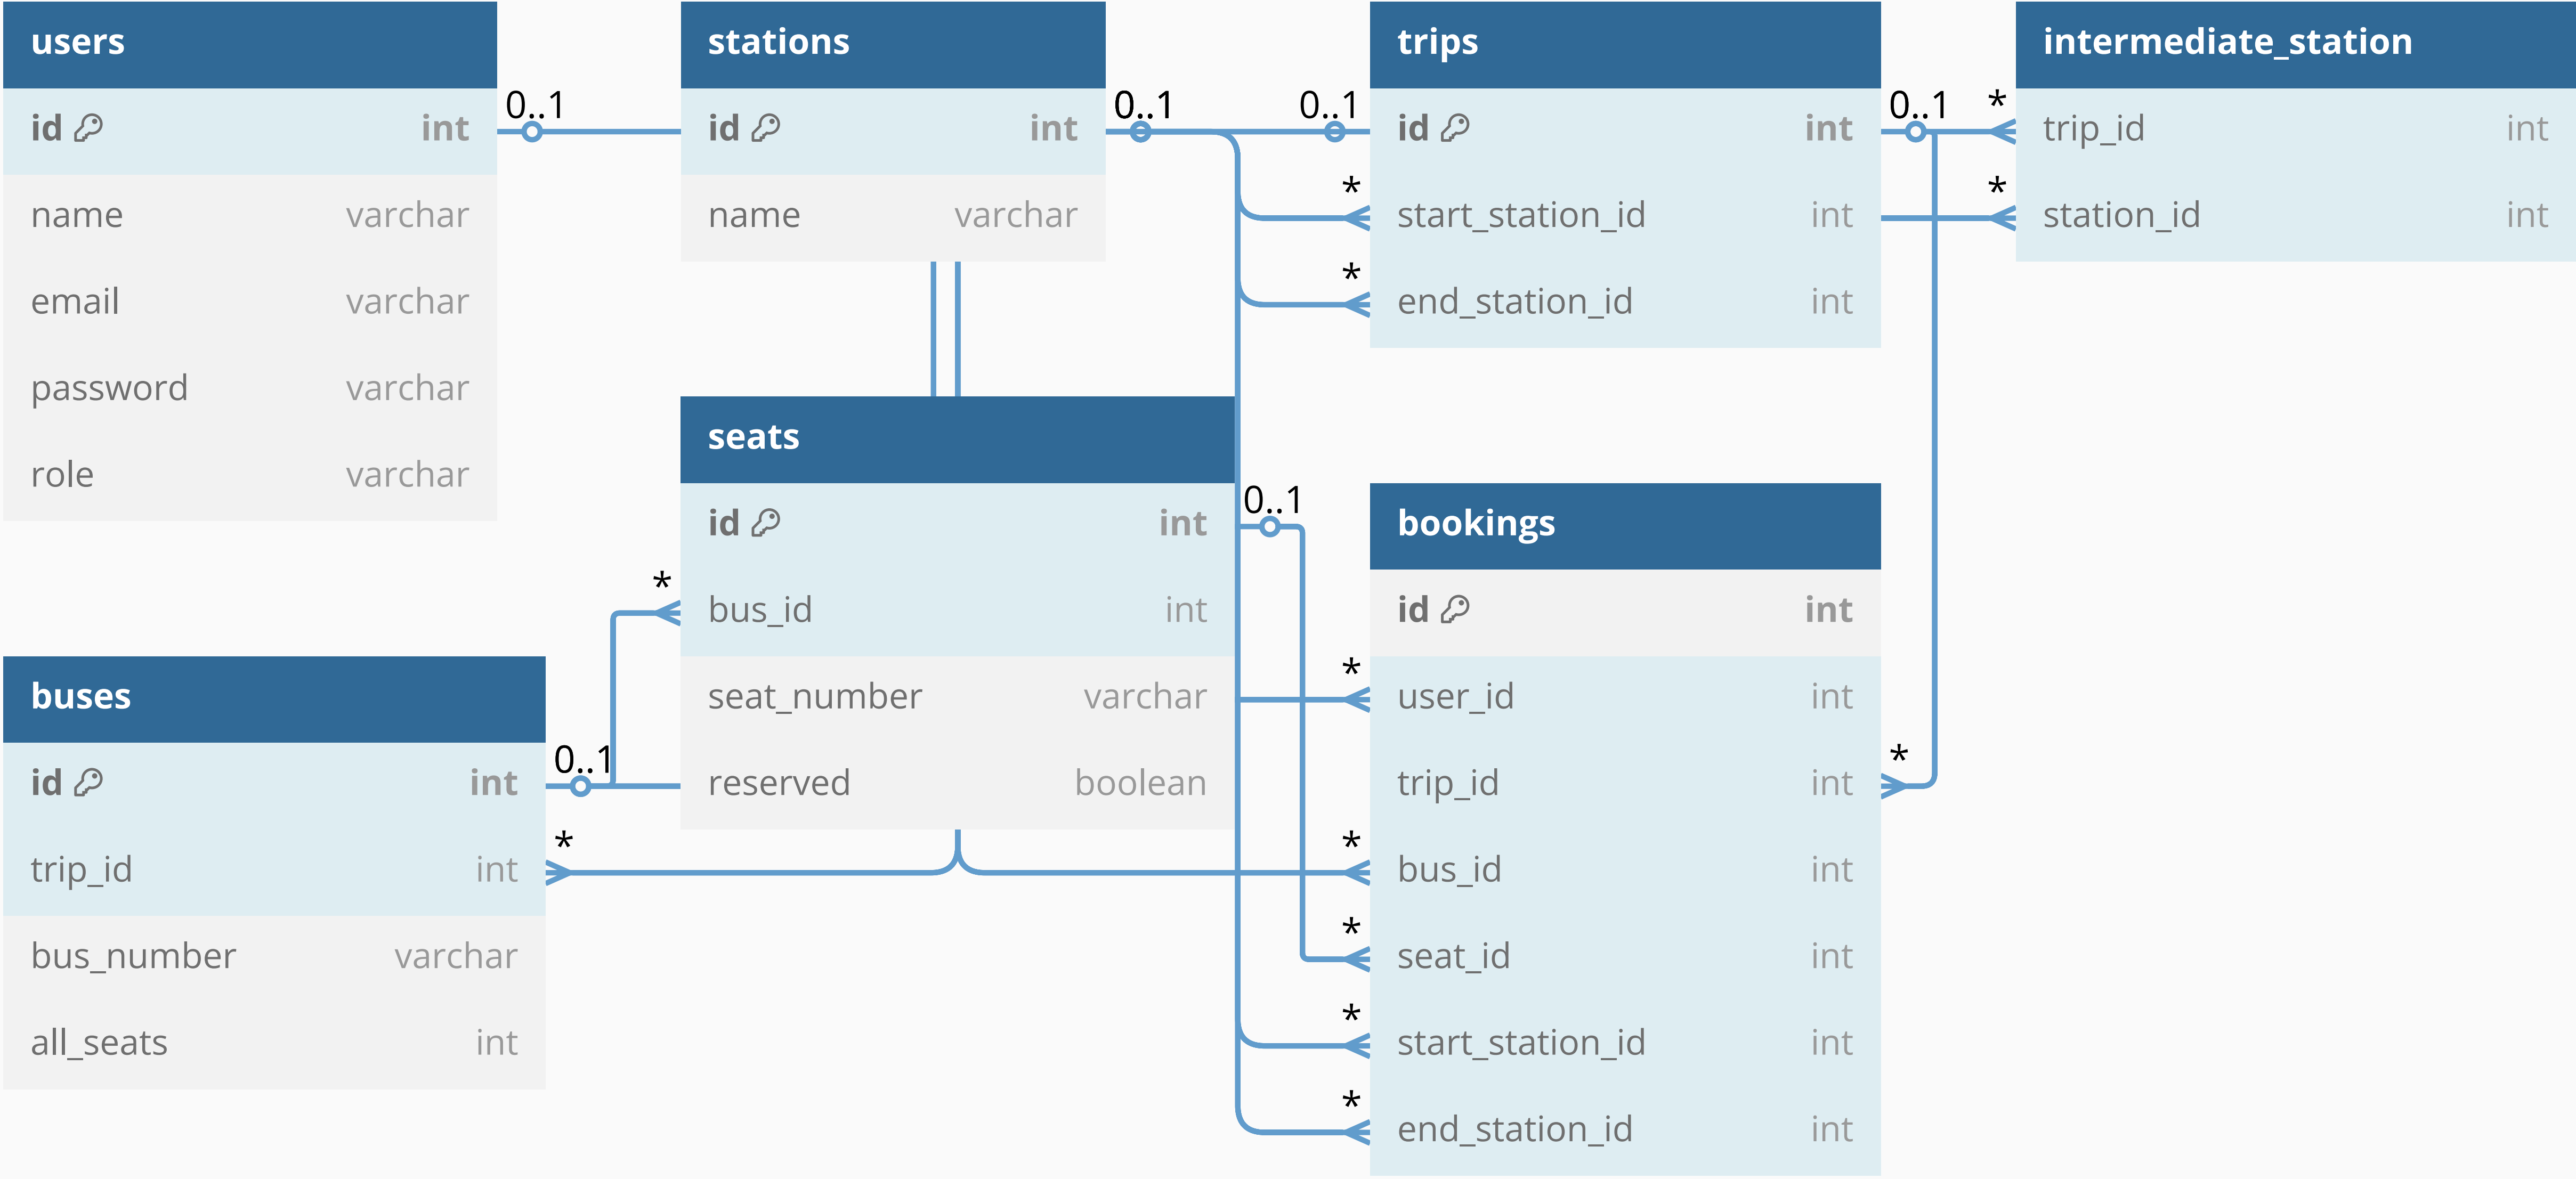 users
id int
name varchar
email varchar
password varchar
role varchar
0..1
stations
id int
name varchar
0..1
0..1
trips
id int
* start_station_id int
* end_station_id int
0..1
intermediate_station
* trip_id int
* station_id int
seats
id int
* bus_id int
seat_number varchar
reserved boolean
0..1
buses
id int
trip_id int
bus_number varchar
all_seats int
0..1
*
bookings
id int
* user_id int
trip_id int *
* bus_id int
* seat_id int
* start_station_id int
* end_station_id int